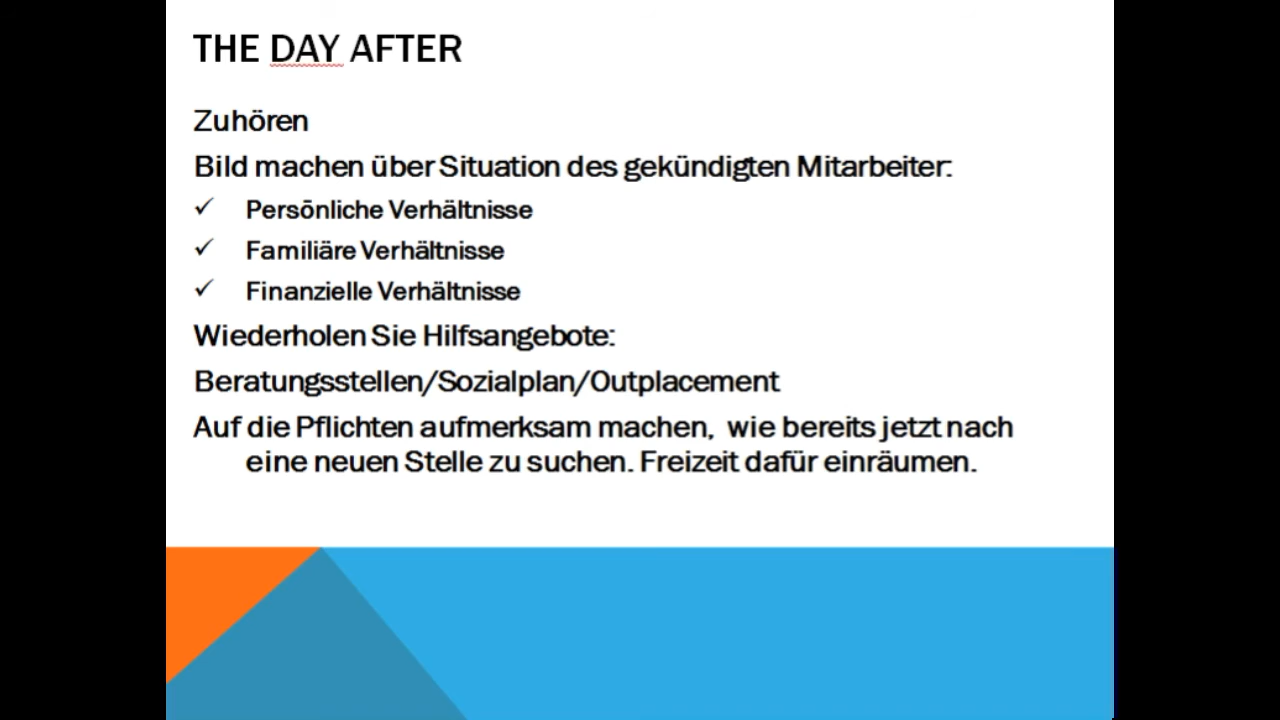 THE DAY AFTER
Zuhören
Bild machen über Situation des gekündigten Mitarbeiter:
✓ Persönliche Verhältnisse
✓ Familiäre Verhältnisse
✓ Finanzielle Verhältnisse
Wiederholen Sie Hilfsangebote:
Beratungsstellen/Sozialplan/Outplacement
Auf die Pflichten aufmerksam machen, wie bereits jetzt nach
eine neuen Stelle zu suchen. Freizeit dafür einräumen.